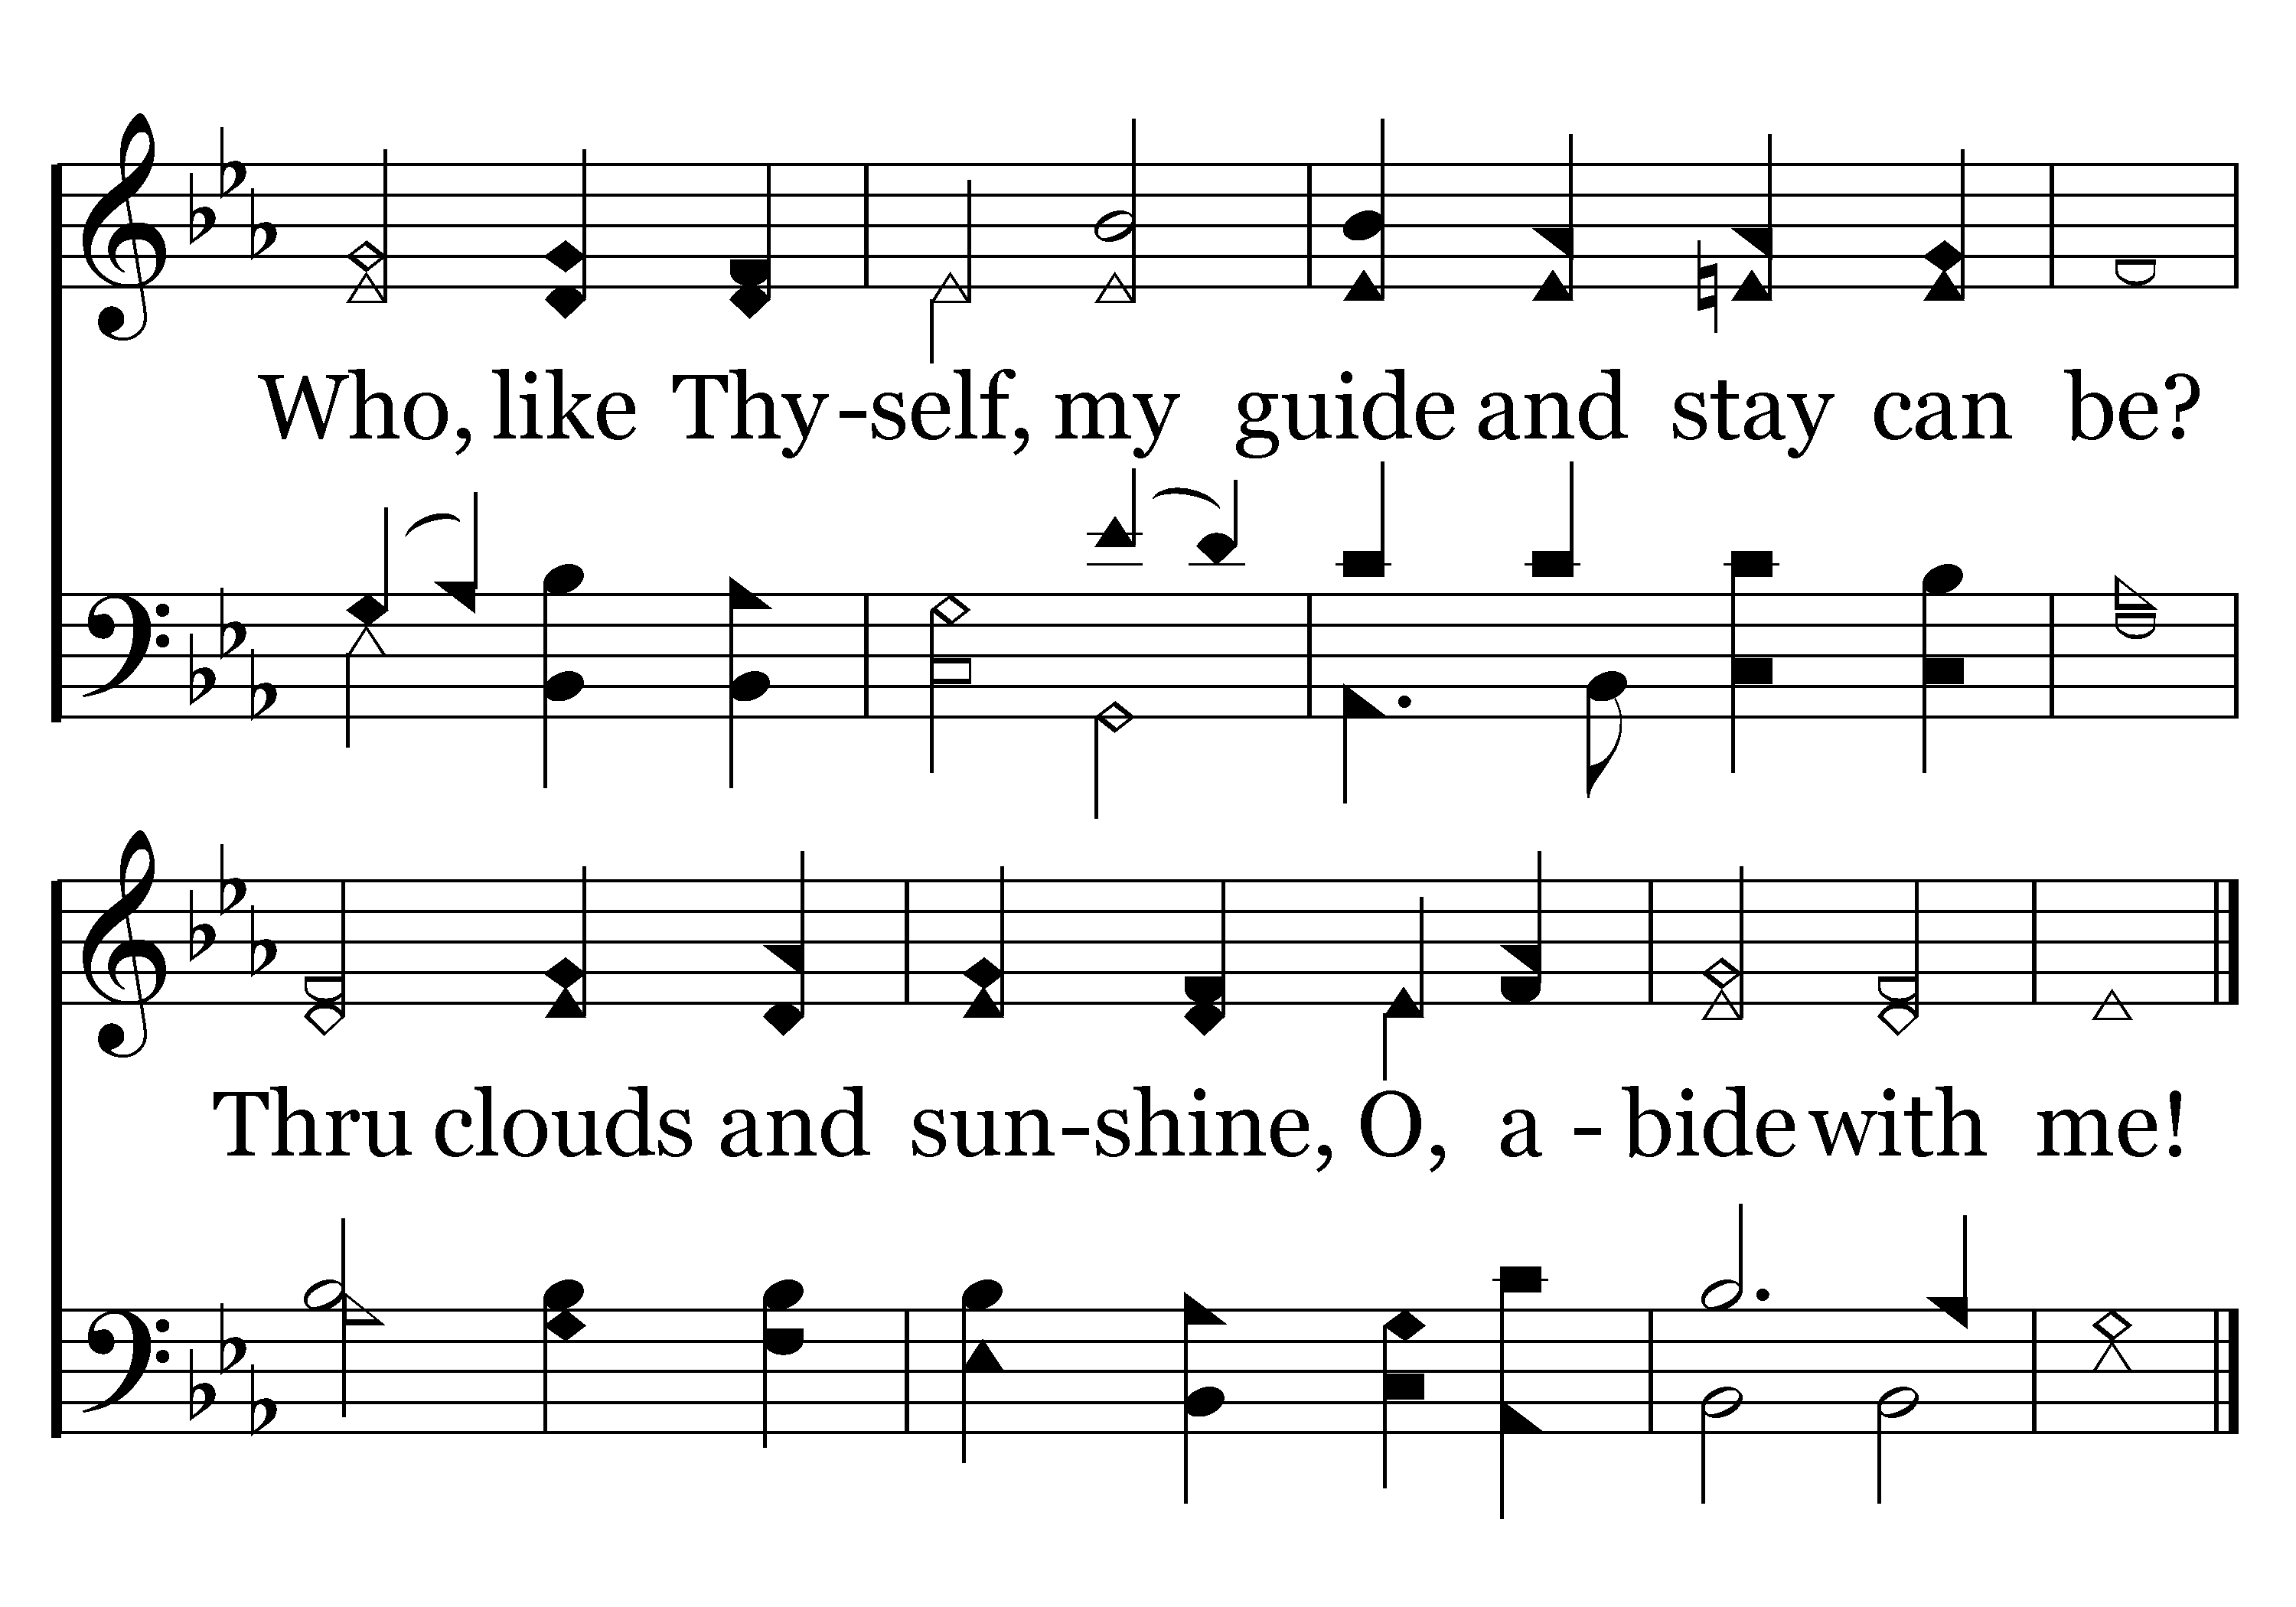 Who, like Thy-self, my guide and stay can be?
Thru clouds and sun-shine, O, a - bide with me!